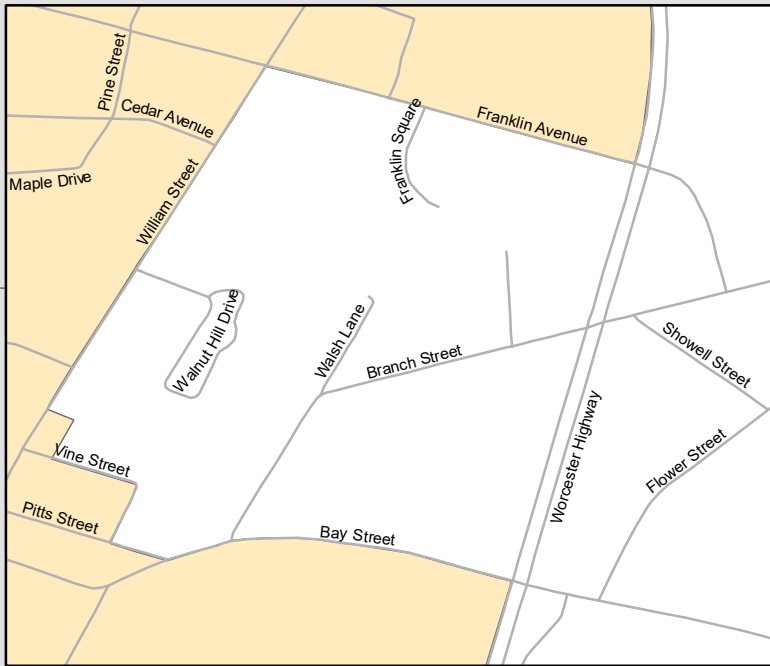 Pine Street
Cedar Avenue
Franklin Square
Franklin Avenue
Maple Drive
William Street
Walnut Hill Drive
Walsh Lane
Branch Street
Showell Street
Worcester Highway
Flower Street
Vine Street
Pitts Street
Bay Street